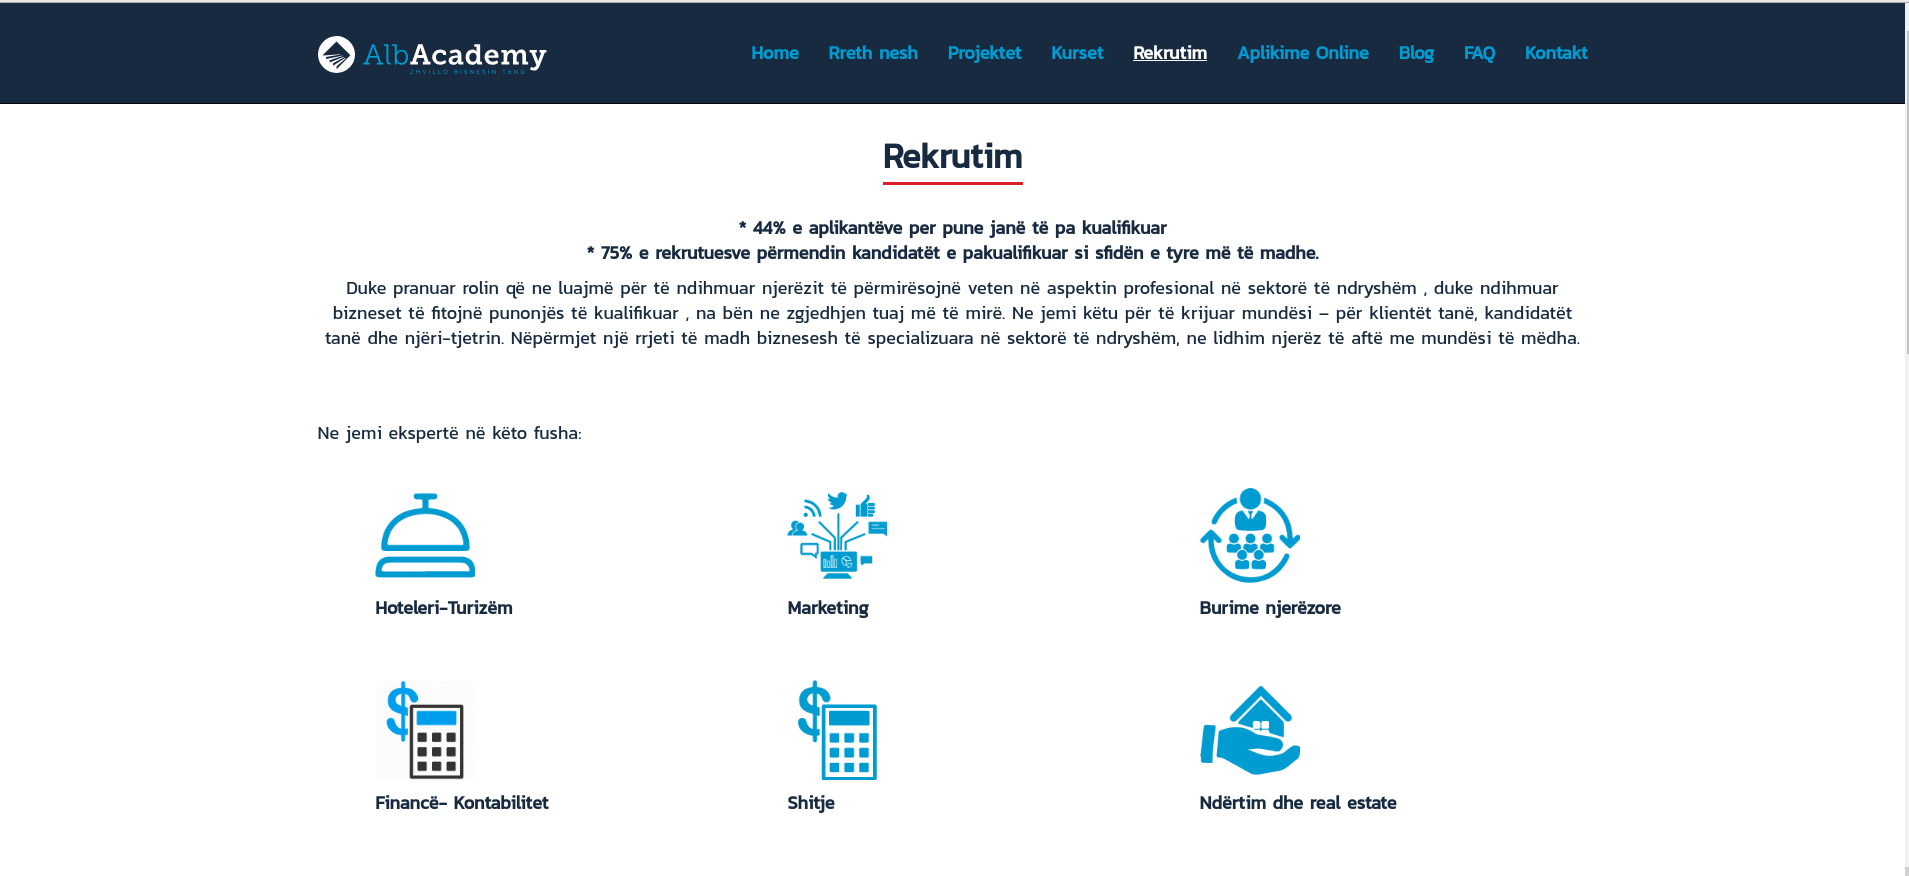 AlbAcademy
ZHVILLO BISNESIN TEND
Home Rreth nesh Projektet Kurset Rekrutim Aplikime Online Blog FAQ Kontakt
Rekrutim
* 44% e aplikantëve per pune janë të pa kualifikuar
* 75% e rekrutuesve përmendin kandidatët e pakualifikuar si sfidën e tyre më të madhe.
Duke pranuar rolin që ne luajmë për të ndihmuar njerëzit të përmirësojnë veten në aspektin profesional në sektorë të ndryshëm , duke ndihmuar
bizneset të fitojnë punonjës të kualifikuar , na bën ne zgjedhjen tuaj më të mirë. Ne jemi këtu për të krijuar mundësi – për klientët tanë, kandidatët
tanë dhe njëri-tjetrin. Nëpërmjet një rrjeti të madh biznesesh të specializuara në sektorë të ndryshëm, ne lidhim njerëz të aftë me mundësi të mëdha.
Ne jemi ekspertë në këto fusha:
Hoteleri-Turizëm
Marketing
Burime njerëzore
Financë- Kontabilitet
Shitje
Ndërtim dhe real estate